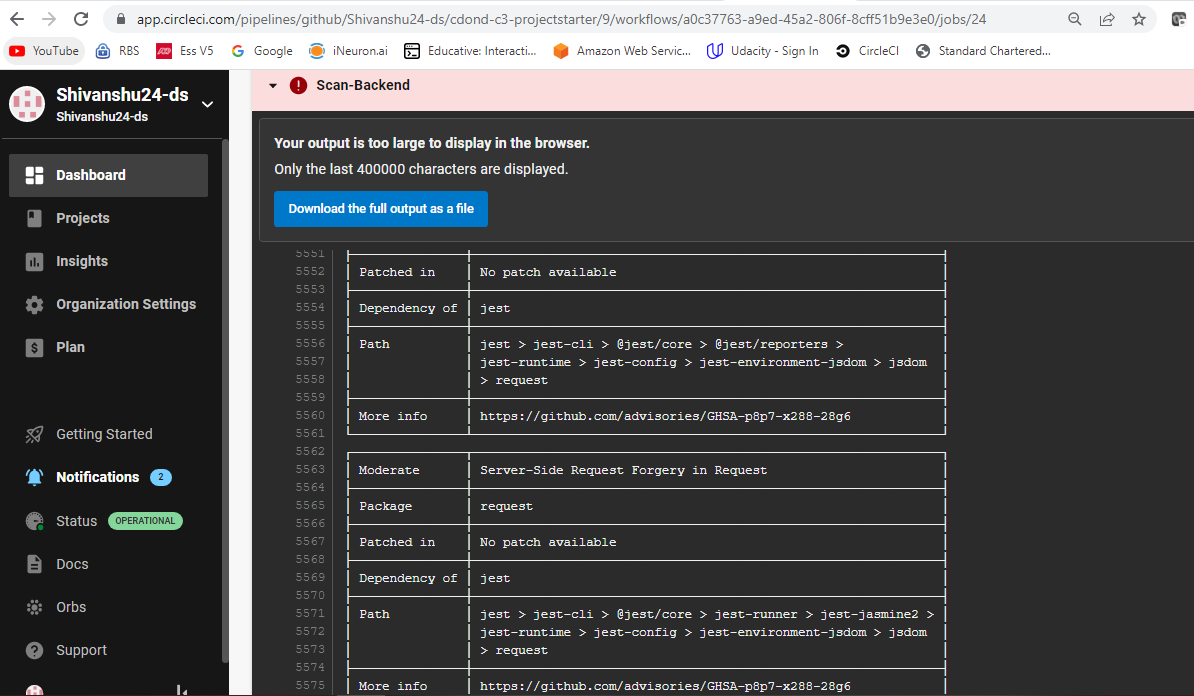 app.circleci.com/pipelines/github/Shivanshu24-ds/cdond-c3-projectstarter/9/workflows/a0c37763-a9ed-45a2-806f-8cff51b9e3e0/jobs/24
YouTube RBS Ess V5 Google iNeuron.ai Educative: Interacti... Amazon Web Servic... Udacity - Sign In CircleCI Standard Chartered...
Shivanshu24-ds
Shivanshu24-ds
Dashboard
Projects
Insights
Organization Settings
$ Plan
Getting Started
Notifications 2
Status OPERATIONAL
Docs
Orbs
? Support
! Scan-Backend
Your output is too large to display in the browser.
Only the last 400000 characters are displayed.
Download the full output as a file
5551
5552 Patched in No patch available
5553
5554 Dependency of jest
5555
5556 Path jest > jest-cli > @jest/core > @jest/reporters >
5557 jest-runtime > jest-config > jest-environment-jsdom > jsdom
5558 > request
5559
5560 More info https://github.com/advisories/GHSA-p8p7-x288-28g6
5561
5562
5563 Moderate Server-Side Request Forgery in Request
5564
5565 Package request
5566
5567 Patched in No patch available
5568
5569 Dependency of jest
5570
5571 Path jest > jest-cli > @jest/core > jest-runner > jest-jasmine2 >
5572 jest-runtime > jest-config > jest-environment-jsdom > jsdom
5573 > request
5574
5575 More info https://github.com/advisories/GHSA-p8p7-x288-28g6